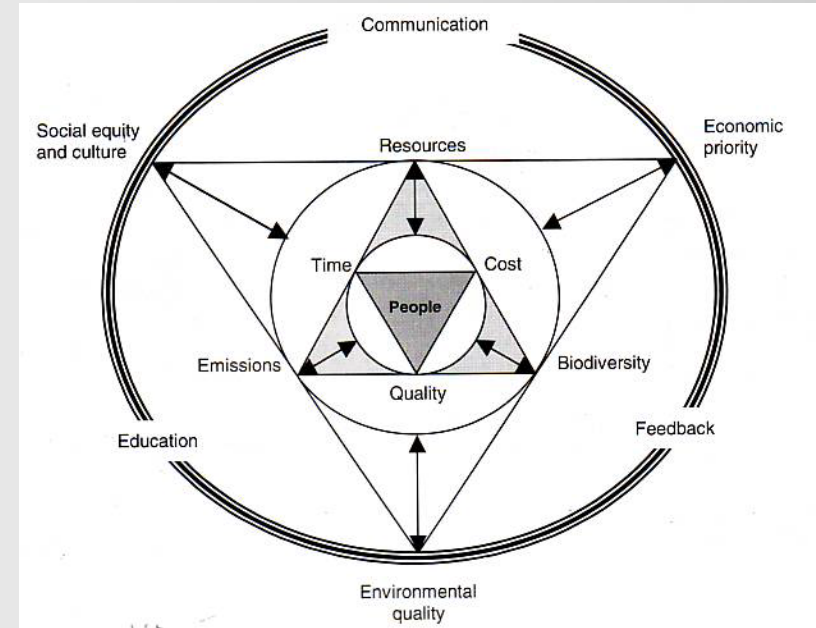 Communication
Social equity
and culture
Economic
priority
Resources
Time
Cost
People
Emissions
Biodiversity
Quality
Education
Feedback
Environmental
quality